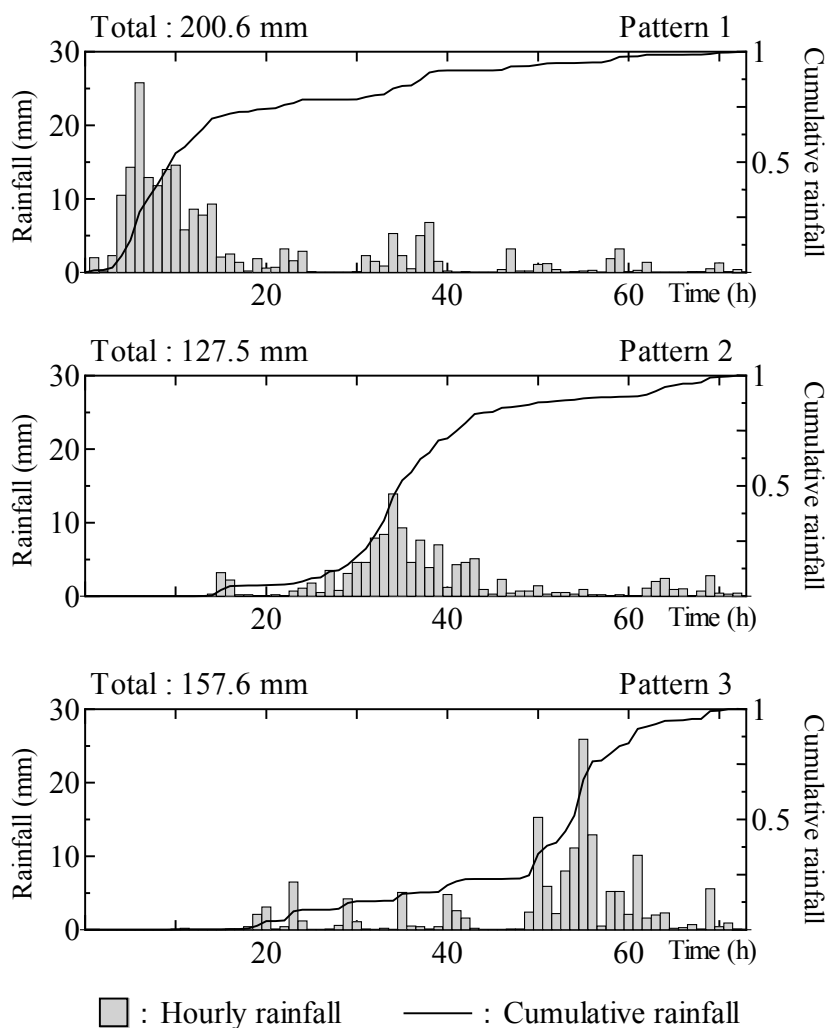 Total : 200.6 mm Pattern 1
30 1
20
Rainfall (mm) 0.5 Cumulative rainfall
10
0 20 40 60 Time (h) 0
Total : 127.5 mm Pattern 2
30 1
20
Rainfall (mm) 0.5 Cumulative rainfall
10
0 20 40 60 Time (h) 0
Total : 157.6 mm Pattern 3
30 1
20
Rainfall (mm) 0.5 Cumulative rainfall
10
0 20 40 60 Time (h) 0
: Hourly rainfall : Cumulative rainfall